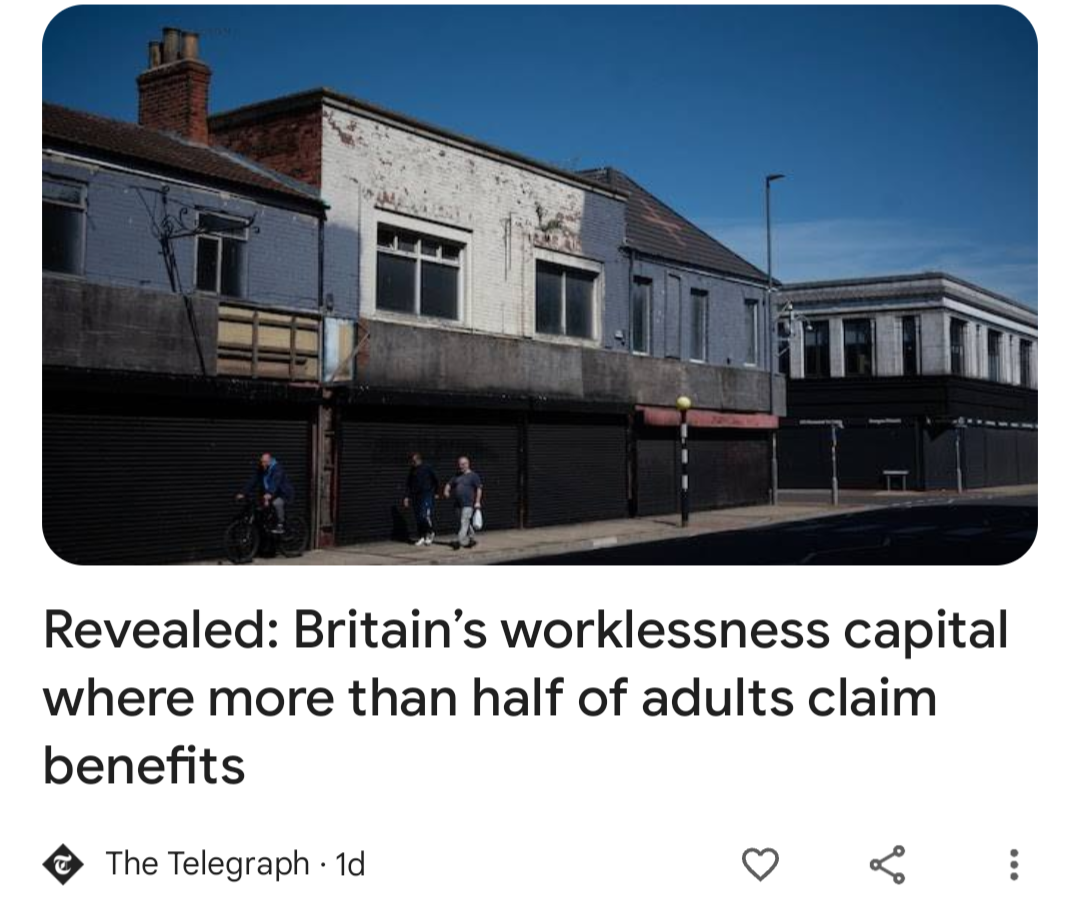 Revealed: Britain’s worklessness capital
where more than half of adults claim
benefits
The Telegraph · 1d